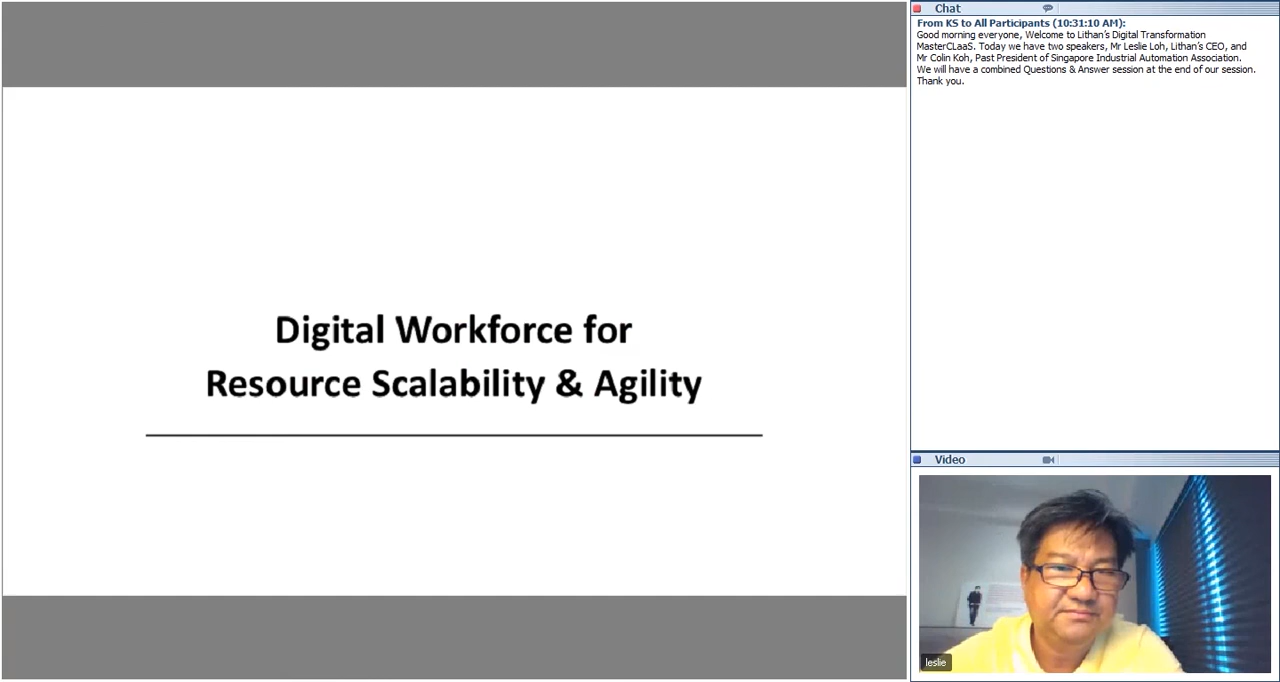 Digital Workforce for
Resource Scalability & Agility
Chat
From KS to All Participants (10:31:10 AM):
Good morning everyone, Welcome to Lithan's Digital Transformation
MasterCLaaS. Today we have two speakers, Mr Leslie Loh, Lithan's CEO, and
Mr Colin Koh, Past President of Singapore Industrial Automation Association.
We will have a combined Questions & Answer session at the end of our session.
Thank you.
Video
leslie